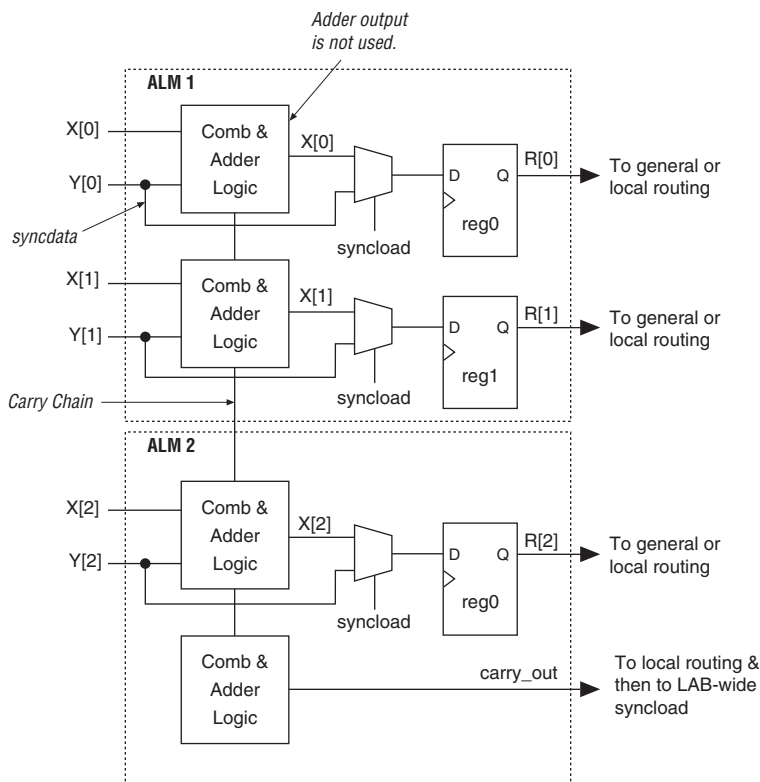 Adder output
is not used.
ALM 1
X[0]
Comb &
Adder
Logic
X[0]
Y[0]
D Q
reg0
R[0]
To general or
local routing
syncdata
syncload
X[1]
Comb &
Adder
Logic
X[1]
Y[1]
D Q
reg1
R[1]
To general or
local routing
syncload
Carry Chain
ALM 2
X[2]
Comb &
Adder
Logic
X[2]
Y[2]
D Q
reg0
R[2]
To general or
local routing
syncload
Comb &
Adder
Logic
carry_out
To local routing &
then to LAB-wide
syncload